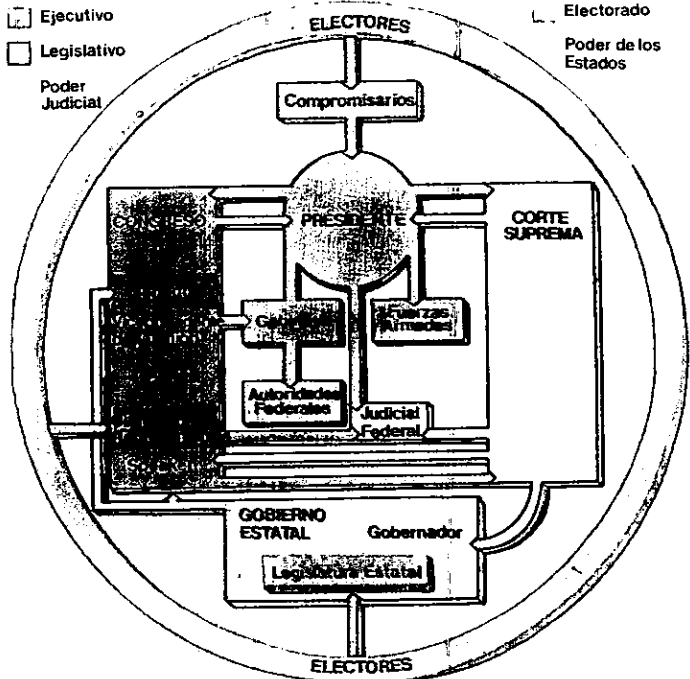 Ejecutivo
Legislativo
Poder
Judicial
Electorado
Poder de los
Estados
ELECTORES
Compromisarios
CONGRESO
PRESIDENTE
CORTE
SUPREMA
Fuerzas
Armadas
Autoridades
Federales
Judicial
Federal
GOBIERNO
ESTATAL
Gobernador
Legislatura Estatal
ELECTORES